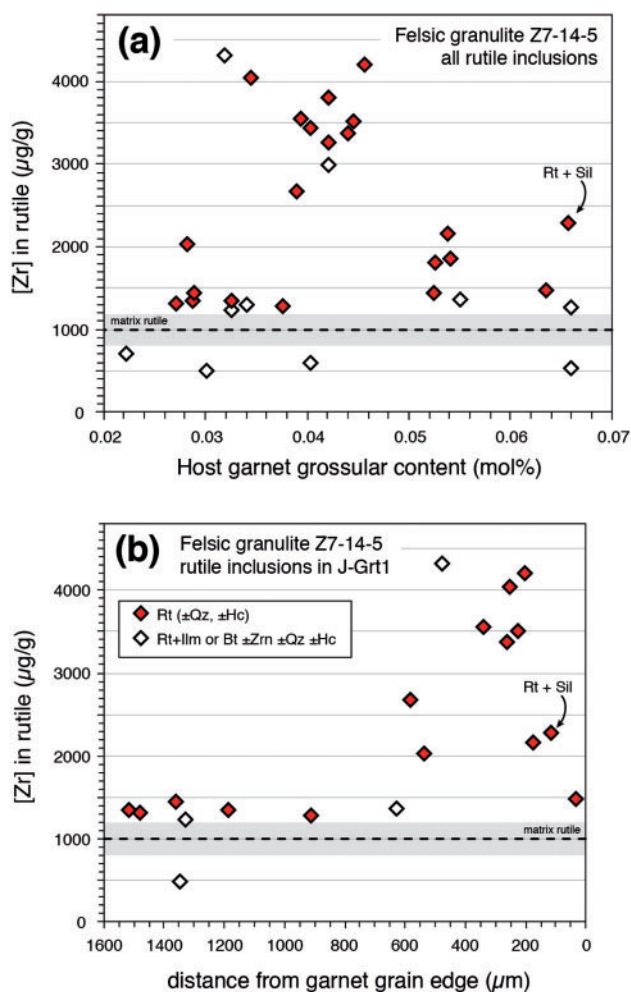 (a)
Felsic granulite Z7-14-5
all rutile inclusions
4000
3000
2000
1000
0
[Zr] in rutile (µg/g)
Rt + Sil
matrix rutile
0.02 0.03 0.04 0.05 0.06 0.07
Host garnet grossular content (mol%)
(b)
Felsic granulite Z7-14-5
rutile inclusions in J-Grt1
Rt (±Qz, ±Hc)
Rt+Ilm or Bt ±Zrn ±Qz ±Hc
4000
3000
2000
1000
0
[Zr] in rutile (µg/g)
Rt + Sil
matrix rutile
1600 1400 1200 1000 800 600 400 200 0
distance from garnet grain edge (µm)